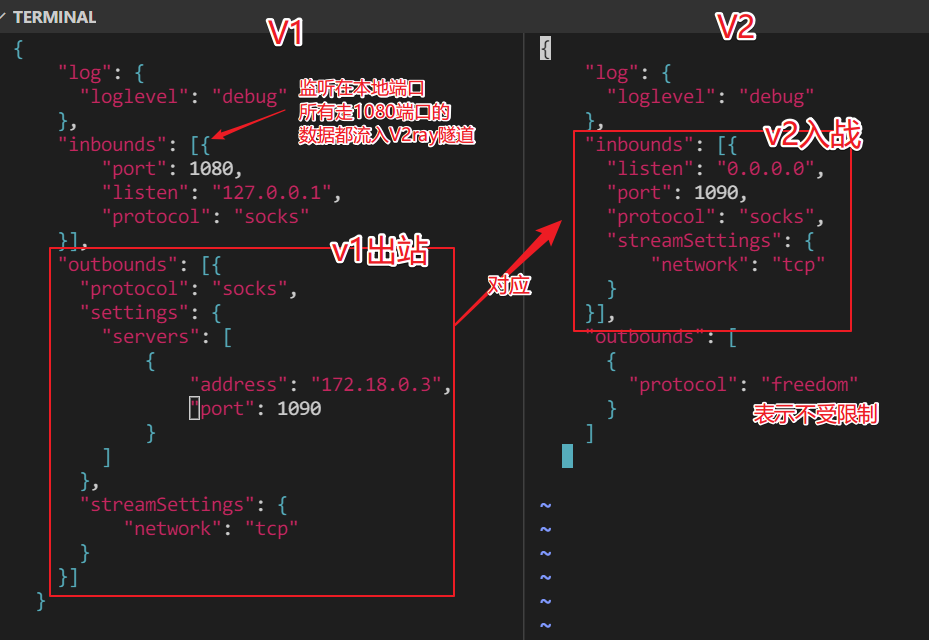 TERMINAL
V1
{
"log": {
"loglevel": "debug"
},
"inbounds": [{
"port": 1080,
"listen": "127.0.0.1",
"protocol": "socks"
}],
"outbounds": [{
"protocol": "socks",
"settings": {
"servers": [
{
"address": "172.18.0.3",
"port": 1090
}
]
},
"streamSettings": {
"network": "tcp"
}
}]
}
监听在本地端口
所有走1080端口的
数据都流入V2ray隧道
v1出站
对应
V2
{
"log": {
"loglevel": "debug"
},
"inbounds": [{
"listen": "0.0.0.0",
"port": 1090,
"protocol": "socks",
"streamSettings": {
"network": "tcp"
}
}],
"outbounds": [
{
"protocol": "freedom"
}
]
v2入战
表示不受限制
~
~
~
~
~
~